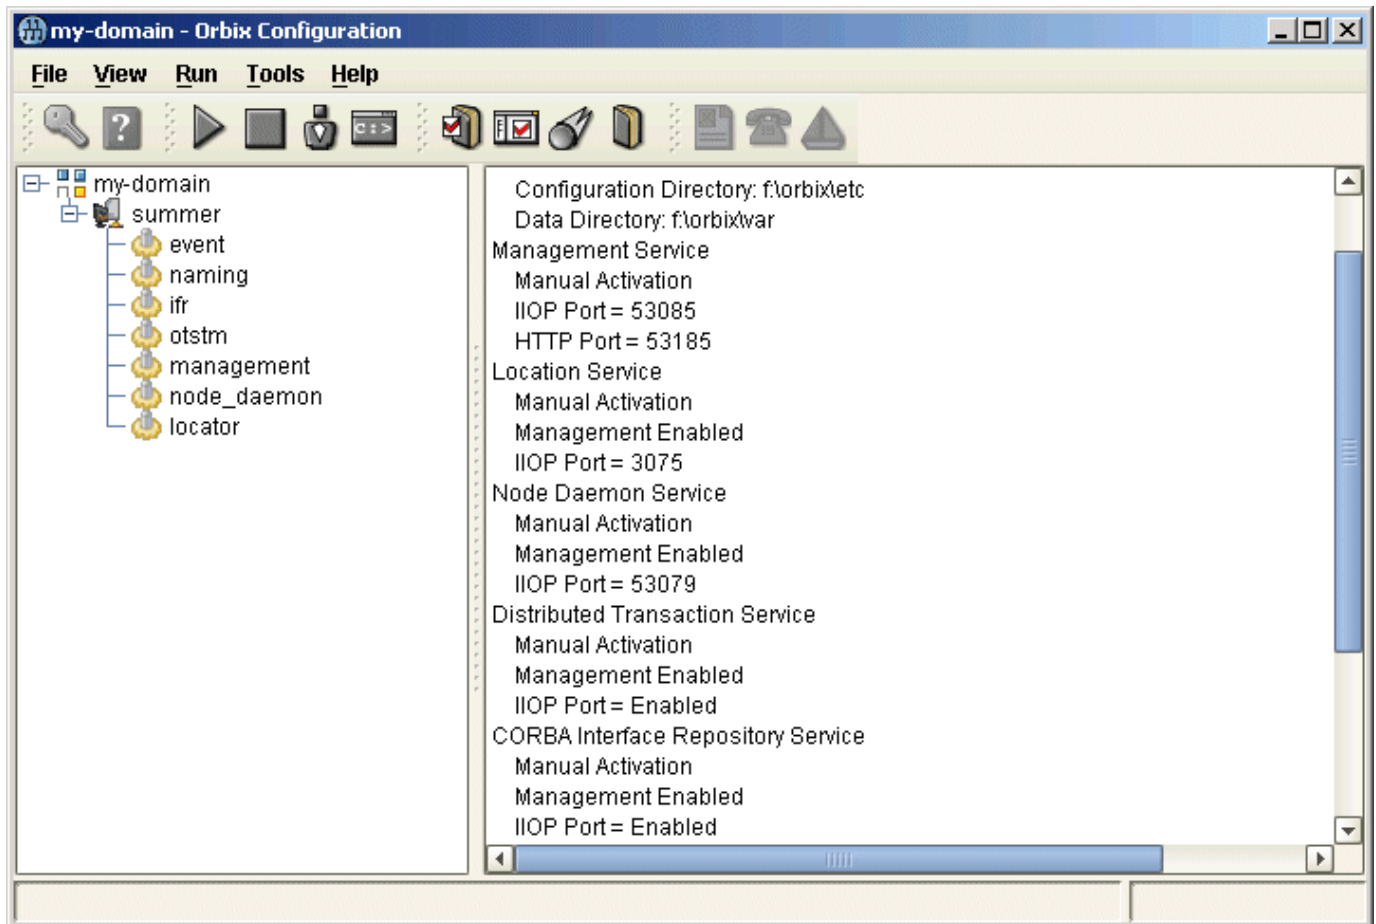 my-domain - Orbix Configuration
File View Run Tools Help
? C:>
my-domain
summer
event
naming
ifr
otstm
management
node_daemon
locator
Configuration Directory: f:\orbix\etc
Data Directory: f:\orbix\var
Management Service
Manual Activation
IIOP Port = 53085
HTTP Port = 53185
Location Service
Manual Activation
Management Enabled
IIOP Port = 3075
Node Daemon Service
Manual Activation
Management Enabled
IIOP Port = 53079
Distributed Transaction Service
Manual Activation
Management Enabled
IIOP Port = Enabled
CORBA Interface Repository Service
Manual Activation
Management Enabled
IIOP Port = Enabled